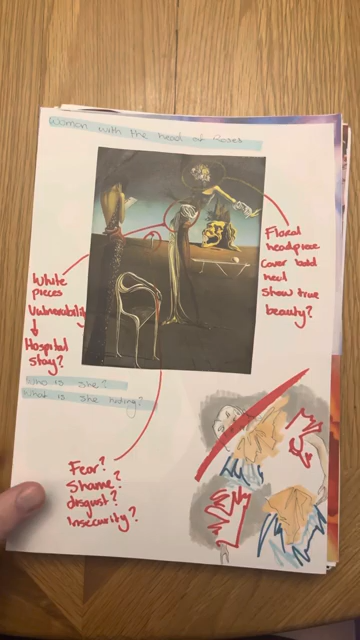 Woman with the head of Roses
Floral
headpiece
Cover bald
head
Show true
beauty?
White
pieces
Vulnerability
Hospital
stay?
Who is she?
What is she hiding?
Fear?
Shame?
disgust?
Insecurity?